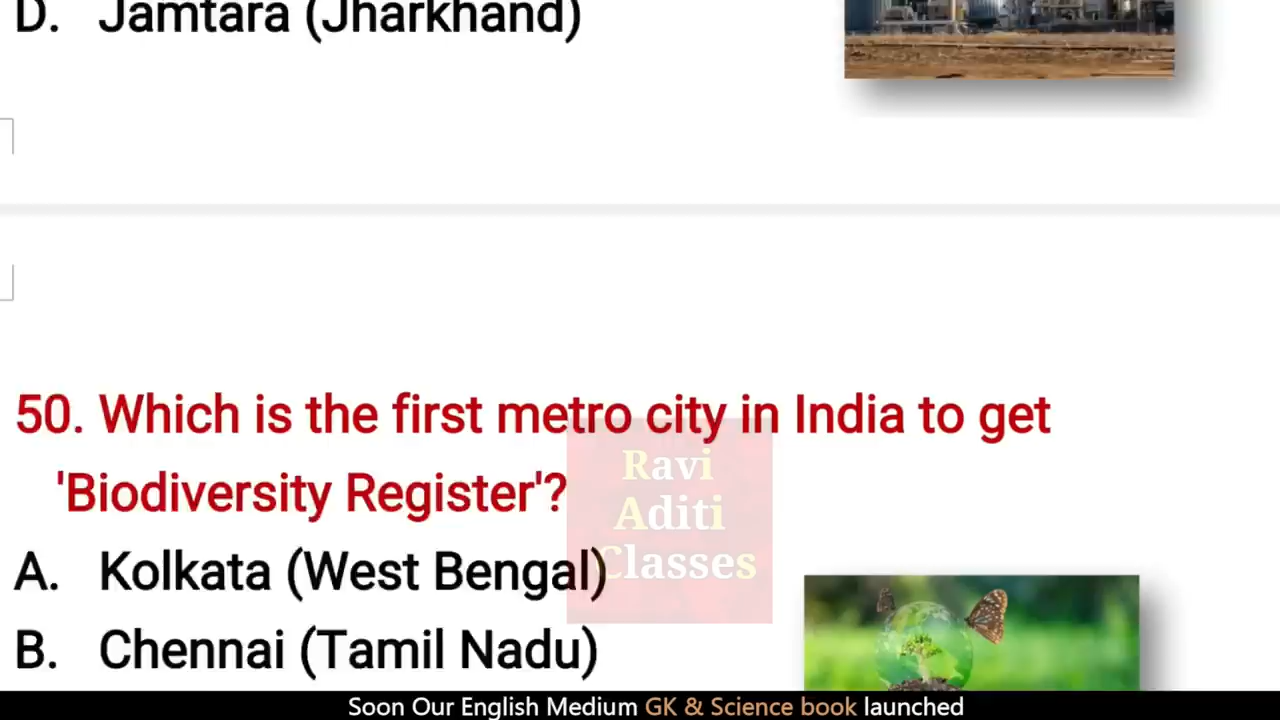 D. Jamtara (Jharkhand)
50. Which is the first metro city in India to get
'Biodiversity Register'?
Ravi
Aditi
Classes
A. Kolkata (West Bengal)
B. Chennai (Tamil Nadu)
Soon Our English Medium GK & Science book launched